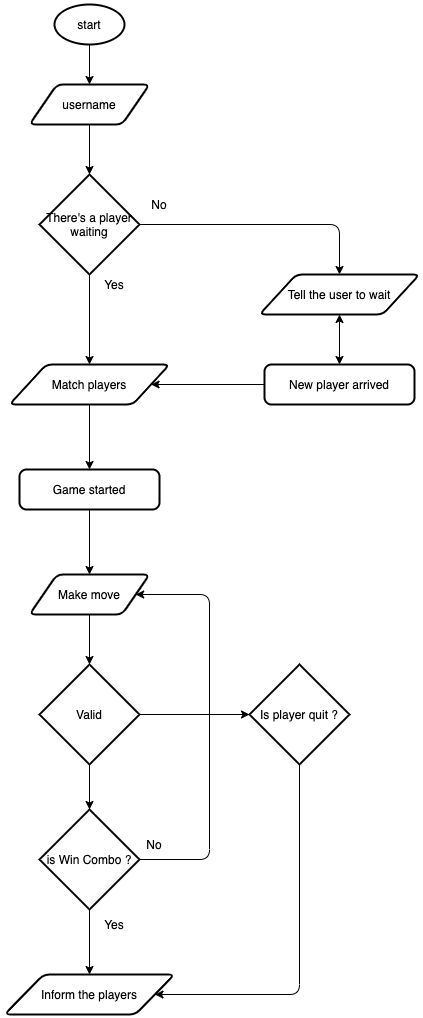 start
username
There's a player
waiting
No
Yes
Tell the user to wait
Match players
New player arrived
Game started
Make move
Valid
Is player quit ?
is Win Combo ?
No
Yes
Inform the players